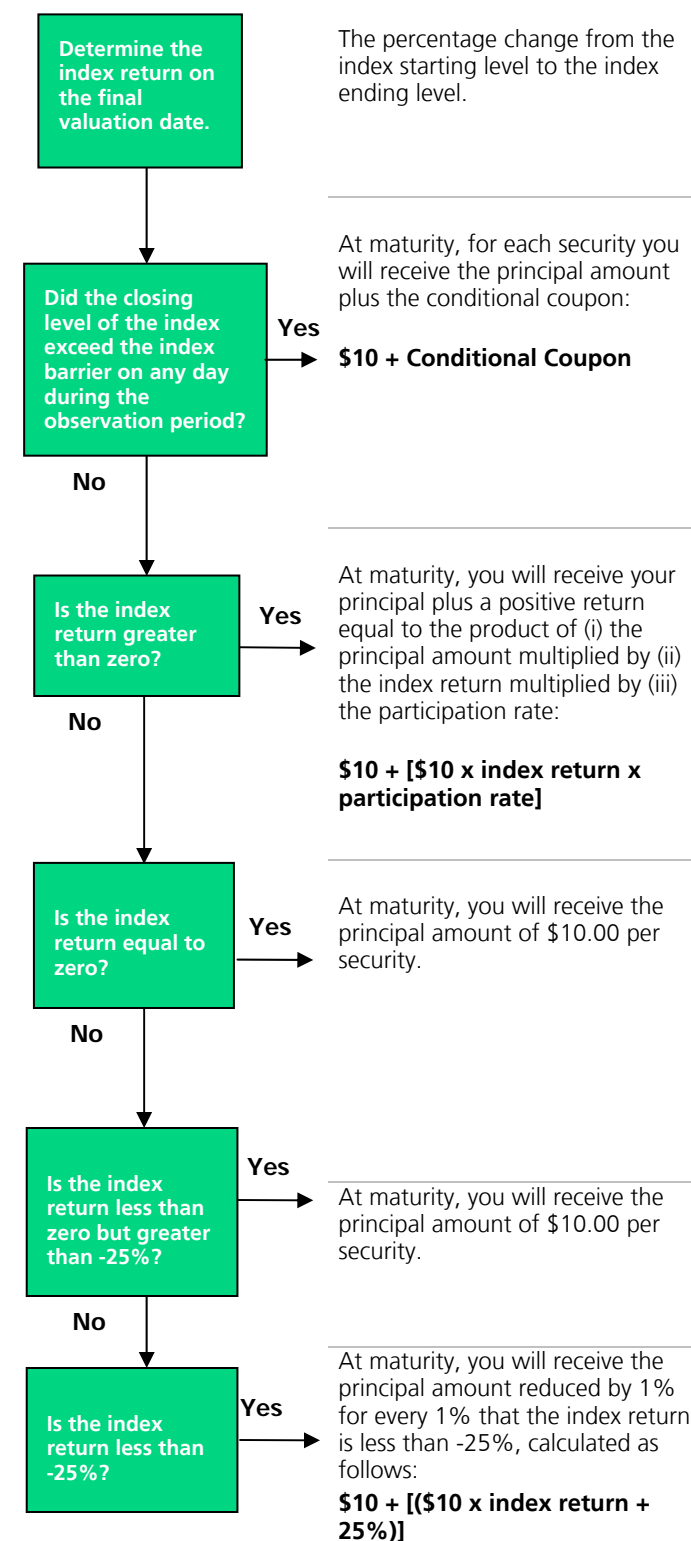 Determine the
index return on
the final
valuation date.
The percentage change from the
index starting level to the index
ending level.
Did the closing
level of the index
exceed the index
barrier on any day
during the
observation period?
Yes
At maturity, for each security you
will receive the principal amount
plus the conditional coupon:
$10 + Conditional Coupon
No
Is the index
return greater
than zero?
Yes
At maturity, you will receive your
principal plus a positive return
equal to the product of (i) the
principal amount multiplied by (ii)
the index return multiplied by (iii)
the participation rate:
$10 + [$10 x index return x
participation rate]
No
Is the index
return equal to
zero?
Yes
At maturity, you will receive the
principal amount of $10.00 per
security.
No
Is the index
return less than
zero but greater
than -25%?
Yes
At maturity, you will receive the
principal amount of $10.00 per
security.
No
Is the index
return less than
-25%?
Yes
At maturity, you will receive the
principal amount reduced by 1%
for every 1% that the index return
is less than -25%, calculated as
follows:
$10 + [($10 x index return +
25%)]